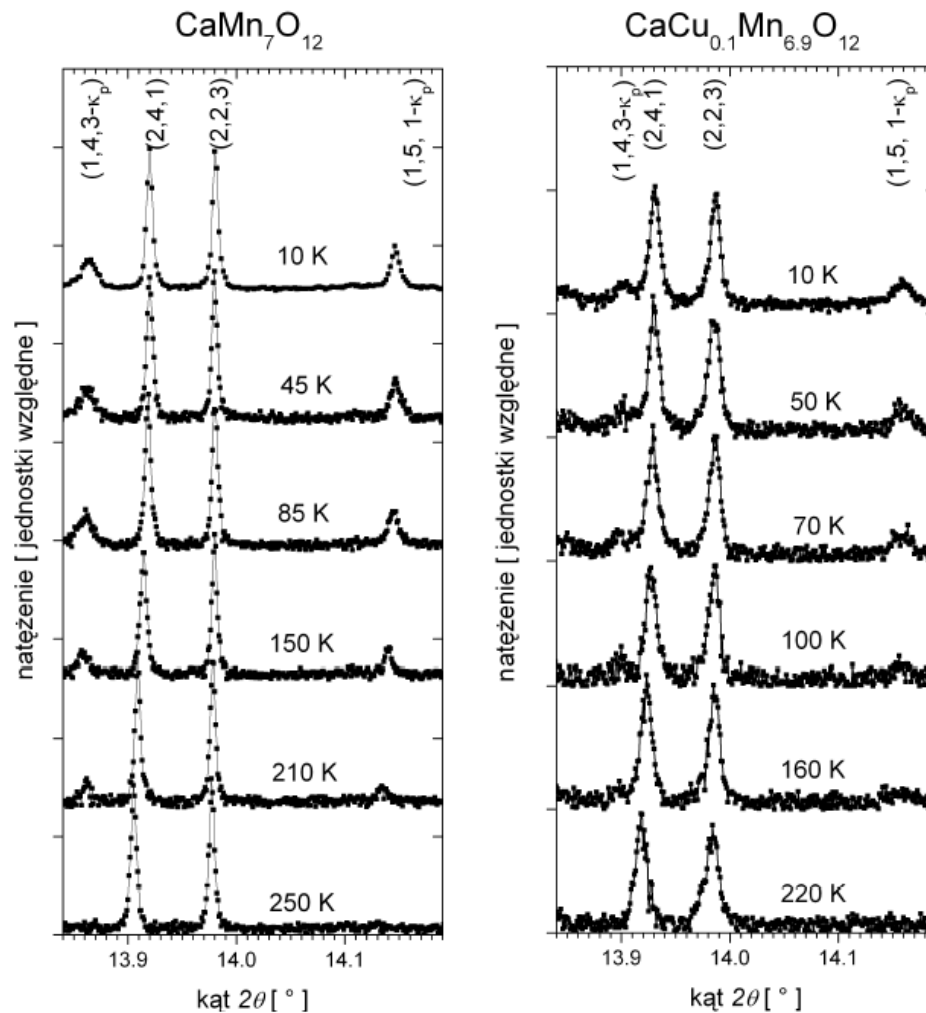 CaMn₇O₁₂
(1,4,3-κₚ)
(2,4,1)
(2,2,3)
(1,5, 1-κₚ)
10 K
45 K
85 K
150 K
210 K
250 K
natężenie [ jednostki względne ]
13.9 14.0 14.1
kąt 2θ [ ° ]
CaCu₀.₁Mn₆.₉O₁₂
(1,4,3-κₚ)
(2,4,1)
(2,2,3)
(1,5, 1-κₚ)
10 K
50 K
70 K
100 K
160 K
220 K
natężenie [ jednostki względne ]
13.9 14.0 14.1
kąt 2θ [ ° ]